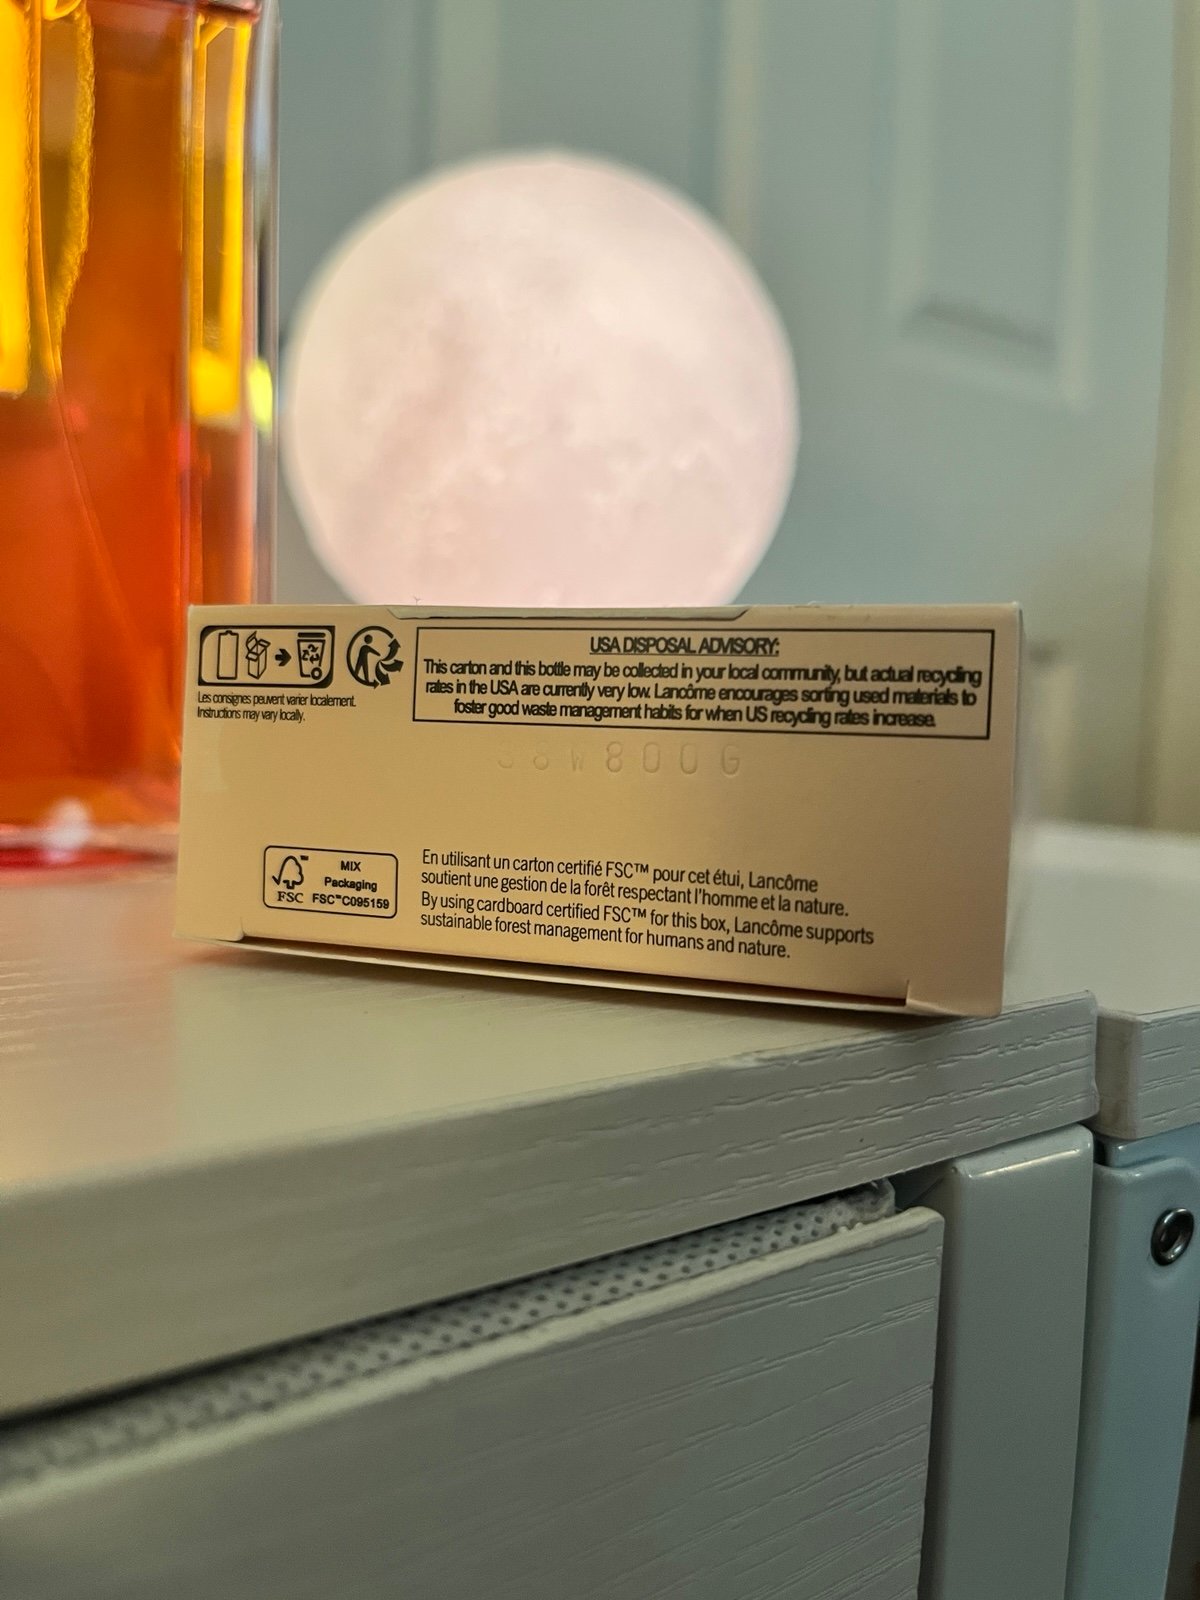 USA DISPOSAL ADVISORY:
This carton and this bottle may be collected in your local community, but actual recycling
rates in the USA are currently very low. Lancôme encourages sorting used materials to
foster good waste management habits for when US recycling rates increase.
Les consignes peuvent varier localement.
Instructions may vary locally.
38W800G
MIX
Packaging
FSC FSC™C095159
En utilisant un carton certifié FSC™ pour cet étui, Lancôme
soutient une gestion de la forêt respectant l'homme et la nature.
By using cardboard certified FSC™ for this box, Lancôme supports
sustainable forest management for humans and nature.